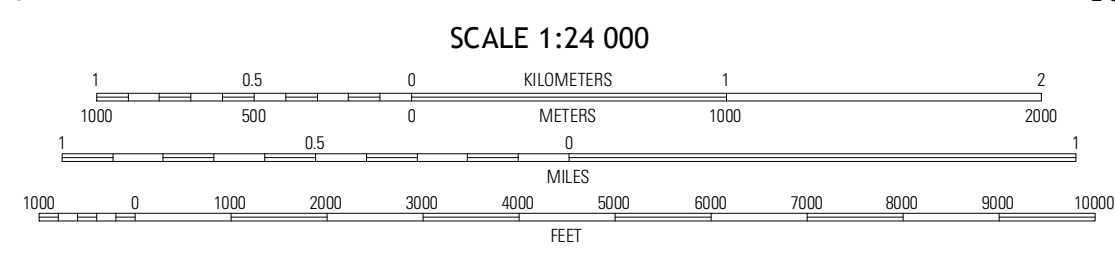 SCALE 1:24 000
1 0.5 0 KILOMETERS 1 2
1000 500 0 METERS 1000 2000
1 0.5 0 1
MILES
1000 0 1000 2000 3000 4000 5000 6000 7000 8000 9000 10000
FEET